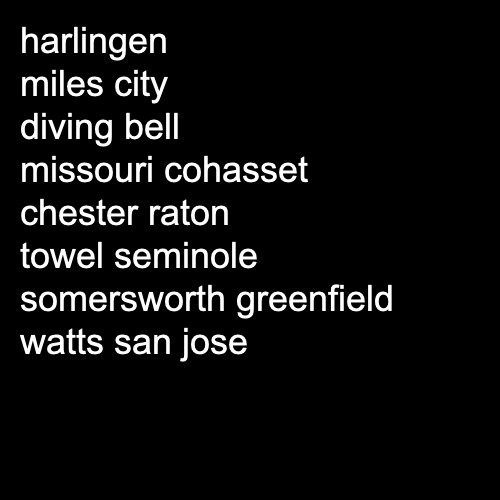 harlingen
miles city
diving bell
missouri cohasset
chester raton
towel seminole
somersworth greenfield
watts san jose